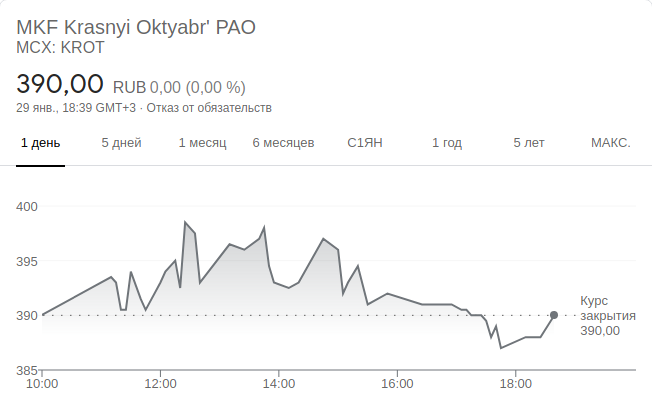 MKF Krasnyi Oktyabr' PAO
MCX: KROT
390,00 RUB 0,00 (0,00 %)
29 янв., 18:39 GMT+3 · Отказ от обязательств
1 день 5 дней 1 месяц 6 месяцев С1ЯН 1 год 5 лет МАКС.
400
395
390
385
Курс
закрытия
390,00
10:00 12:00 14:00 16:00 18:00